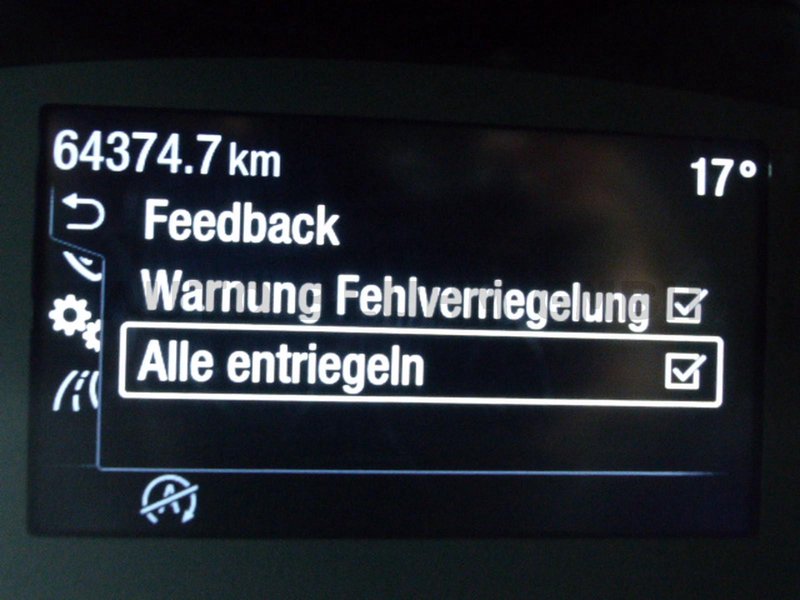 64374.7 km
17°
Feedback
Warnung Fehlverriegelung
Alle entriegeln
A